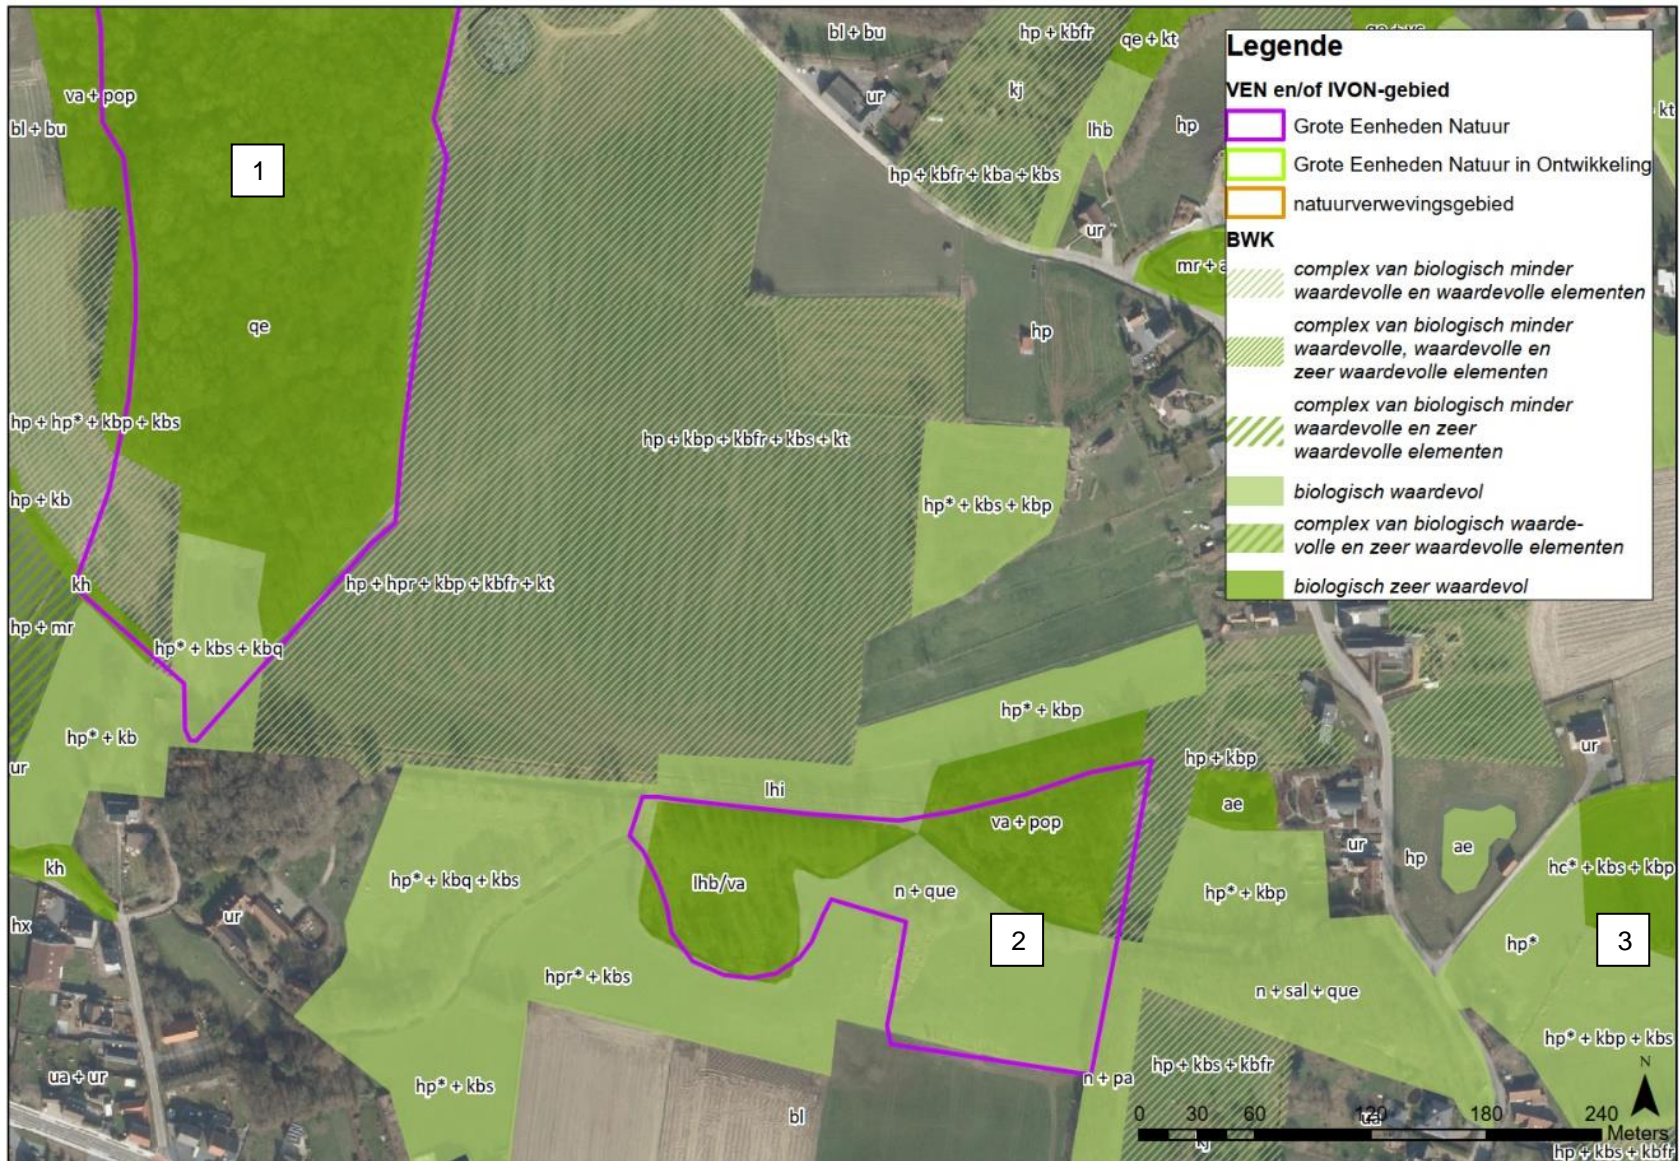 bl + bu
hp + kbfr
qe + kt
qe + vs
Legende
VEN en/of IVON-gebied
Grote Eenheden Natuur
Grote Eenheden Natuur in Ontwikkeling
natuurverwevingsgebied
BWK
complex van biologisch minder
waardevolle en waardevolle elementen
complex van biologisch minder
waardevolle, waardevolle en
zeer waardevolle elementen
complex van biologisch minder
waardevolle en zeer
waardevolle elementen
biologisch waardevol
complex van biologisch waarde-
volle en zeer waardevolle elementen
biologisch zeer waardevol
va + pop
ur
kj
kt
bl + bu
lhb
hp
1
hp + kbfr + kba + kbs
ur
mr + a
qe
hp
hp + hp* + kbp + kbs
hp + kbp + kbfr + kbs + kt
hp + kb
hp* + kbs + kbp
kh
hp + hpr + kbp + kbfr + kt
hp + mr
hp* + kbs + kbq
hp* + kb
hp* + kbp
ur
ur
hp + kbp
lhi
ae
va + pop
ur
hp
ae
kh
hp* + kbq + kbs
lhb/va
n + que
hp* + kbp
hc* + kbs + kbp
hx
ur
2
hp*
3
hpr* + kbs
n + sal + que
hp* + kbp + kbs
ua + ur
hp* + kbs
n + pa
hp + kbs + kbfr
N
bl
0 30 60 120 180 240
ua
Meters
kj
hp + kbs + kbfr